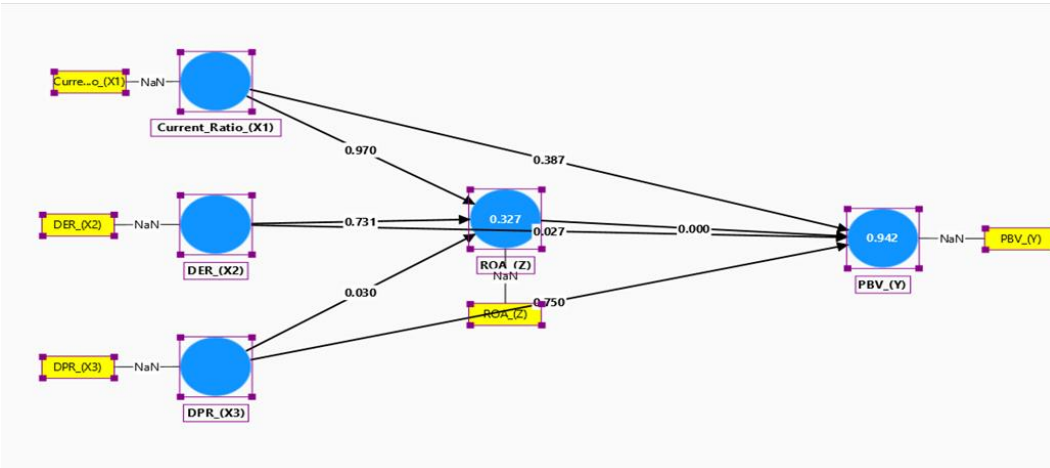 Curre...o_(X1)
NaN
Current_Ratio_(X1)
0.970
0.387
DER_(X2)
NaN
DER_(X2)
0.731
0.327
ROA_(Z)
NaN
ROA_(Z)
0.027
0.000
0.942
PBV_(Y)
NaN
PBV_(Y)
0.030
0.750
DPR_(X3)
NaN
DPR_(X3)